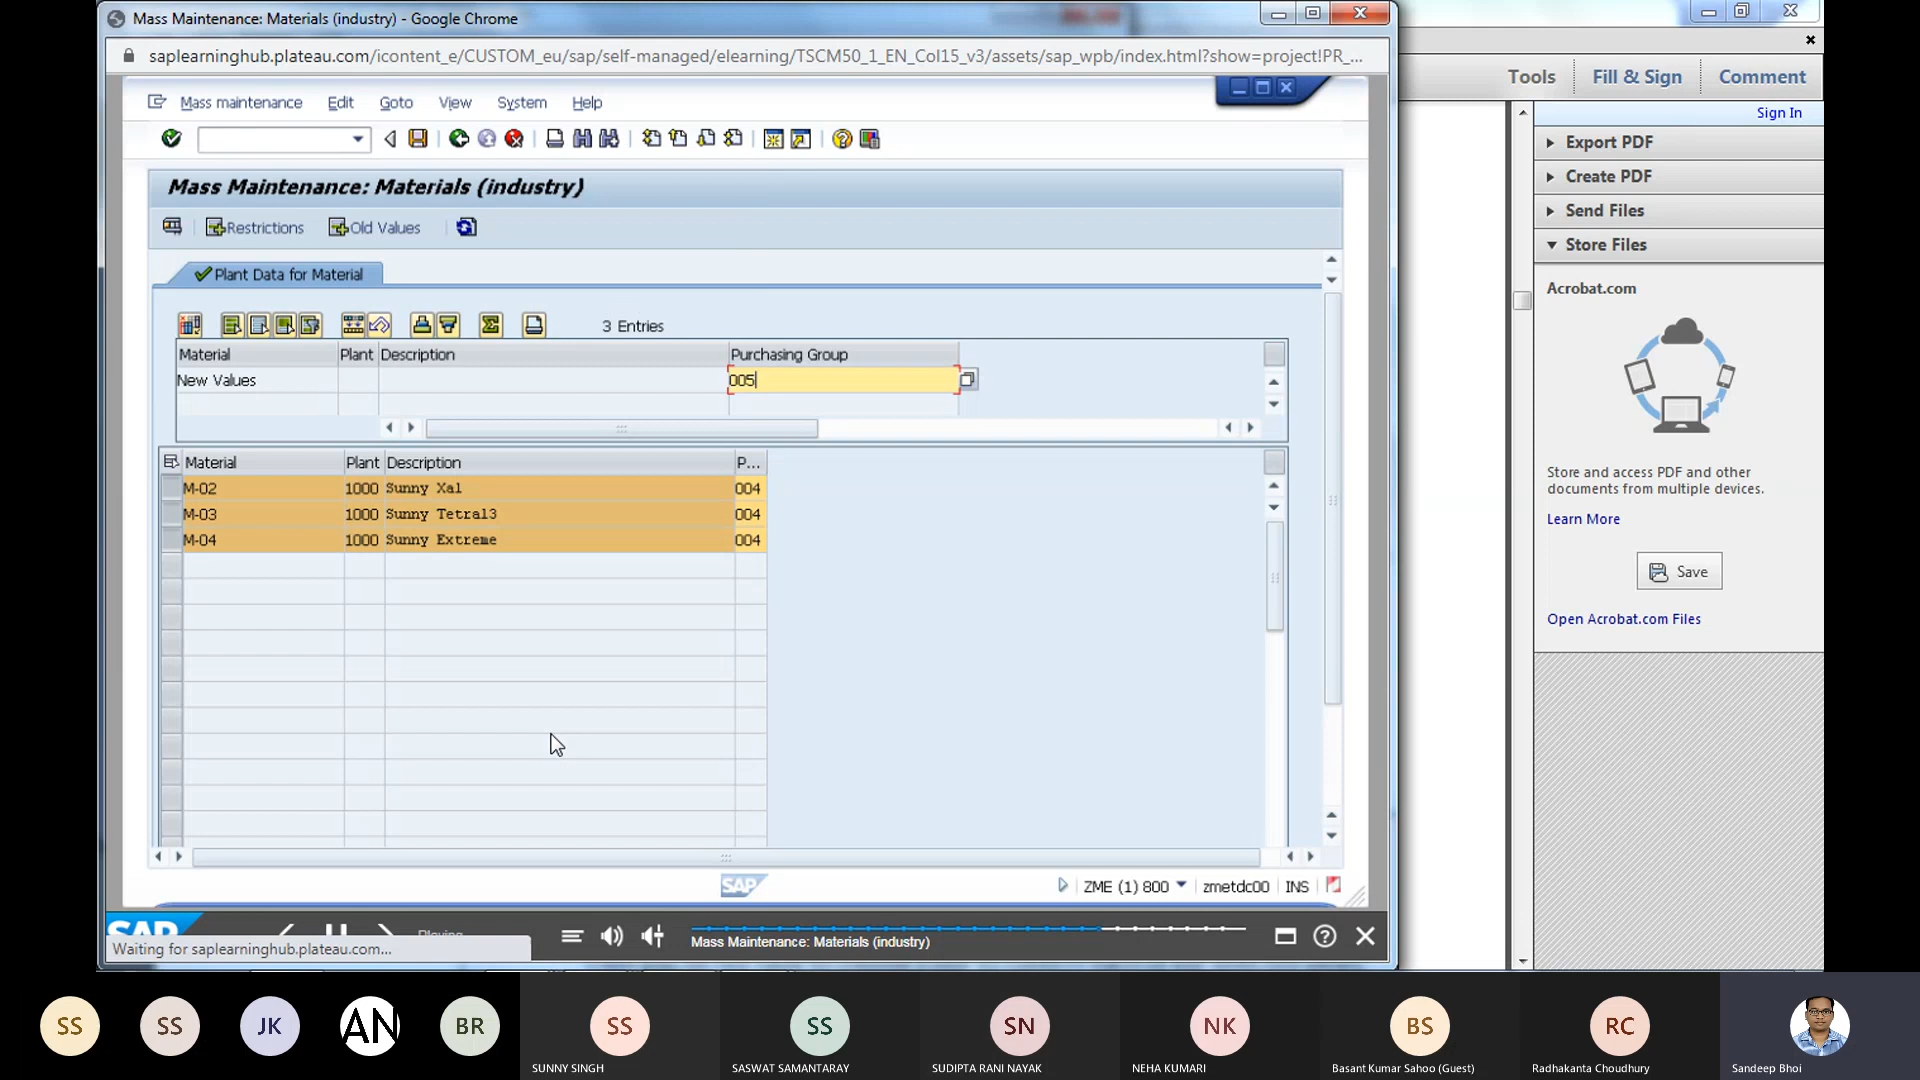 Mass Maintenance: Materials (industry) - Google Chrome
saplearninghub.plateau.com/icontent_e/CUSTOM_eu/sap/self-managed/elearning/TSCM50_1_EN_Col15_v3/assets/sap_wpb/index.html?show=project!PR_...
Mass maintenance Edit Goto View System Help
Mass Maintenance: Materials (industry)
Restrictions Old Values
Plant Data for Material
3 Entries
Material Plant Description Purchasing Group
New Values 005
Material Plant Description P...
M-02 1000 Sunny Xal 004
M-03 1000 Sunny Tetral3 004
M-04 1000 Sunny Extreme 004
SAP ZME (1) 800 zmetdc00 INS
SAP Playing
Mass Maintenance: Materials (industry)
Waiting for saplearninghub.plateau.com...
Tools Fill & Sign Comment
Sign In
Export PDF
Create PDF
Send Files
Store Files
Acrobat.com
Store and access PDF and other
documents from multiple devices.
Learn More
Save
Open Acrobat.com Files
SS SS JK AN BR SS SS SN NK BS RC
SUNNY SINGH SASWAT SAMANTARAY SUDIPTA RANI NAYAK NEHA KUMARI Basant Kumar Sahoo (Guest) Radhakanta Choudhury Sandeep Bhoi